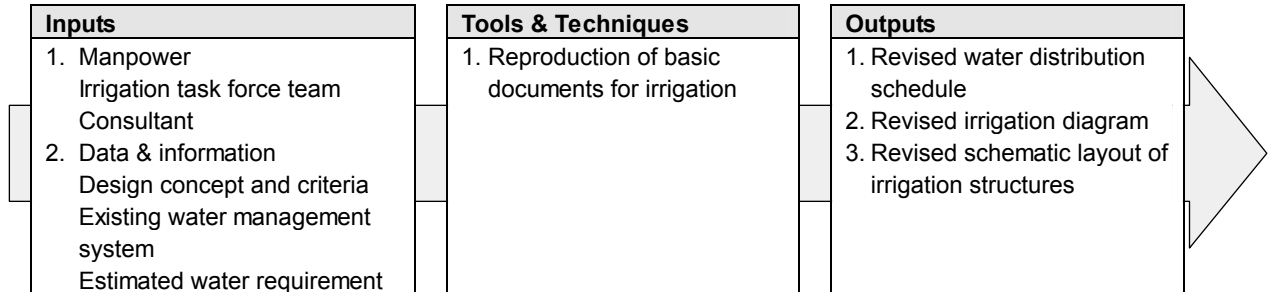 Inputs
1. Manpower
Irrigation task force team
Consultant
2. Data & information
Design concept and criteria
Existing water management
system
Estimated water requirement
Tools & Techniques
1. Reproduction of basic
documents for irrigation
Outputs
1. Revised water distribution
schedule
2. Revised irrigation diagram
3. Revised schematic layout of
irrigation structures